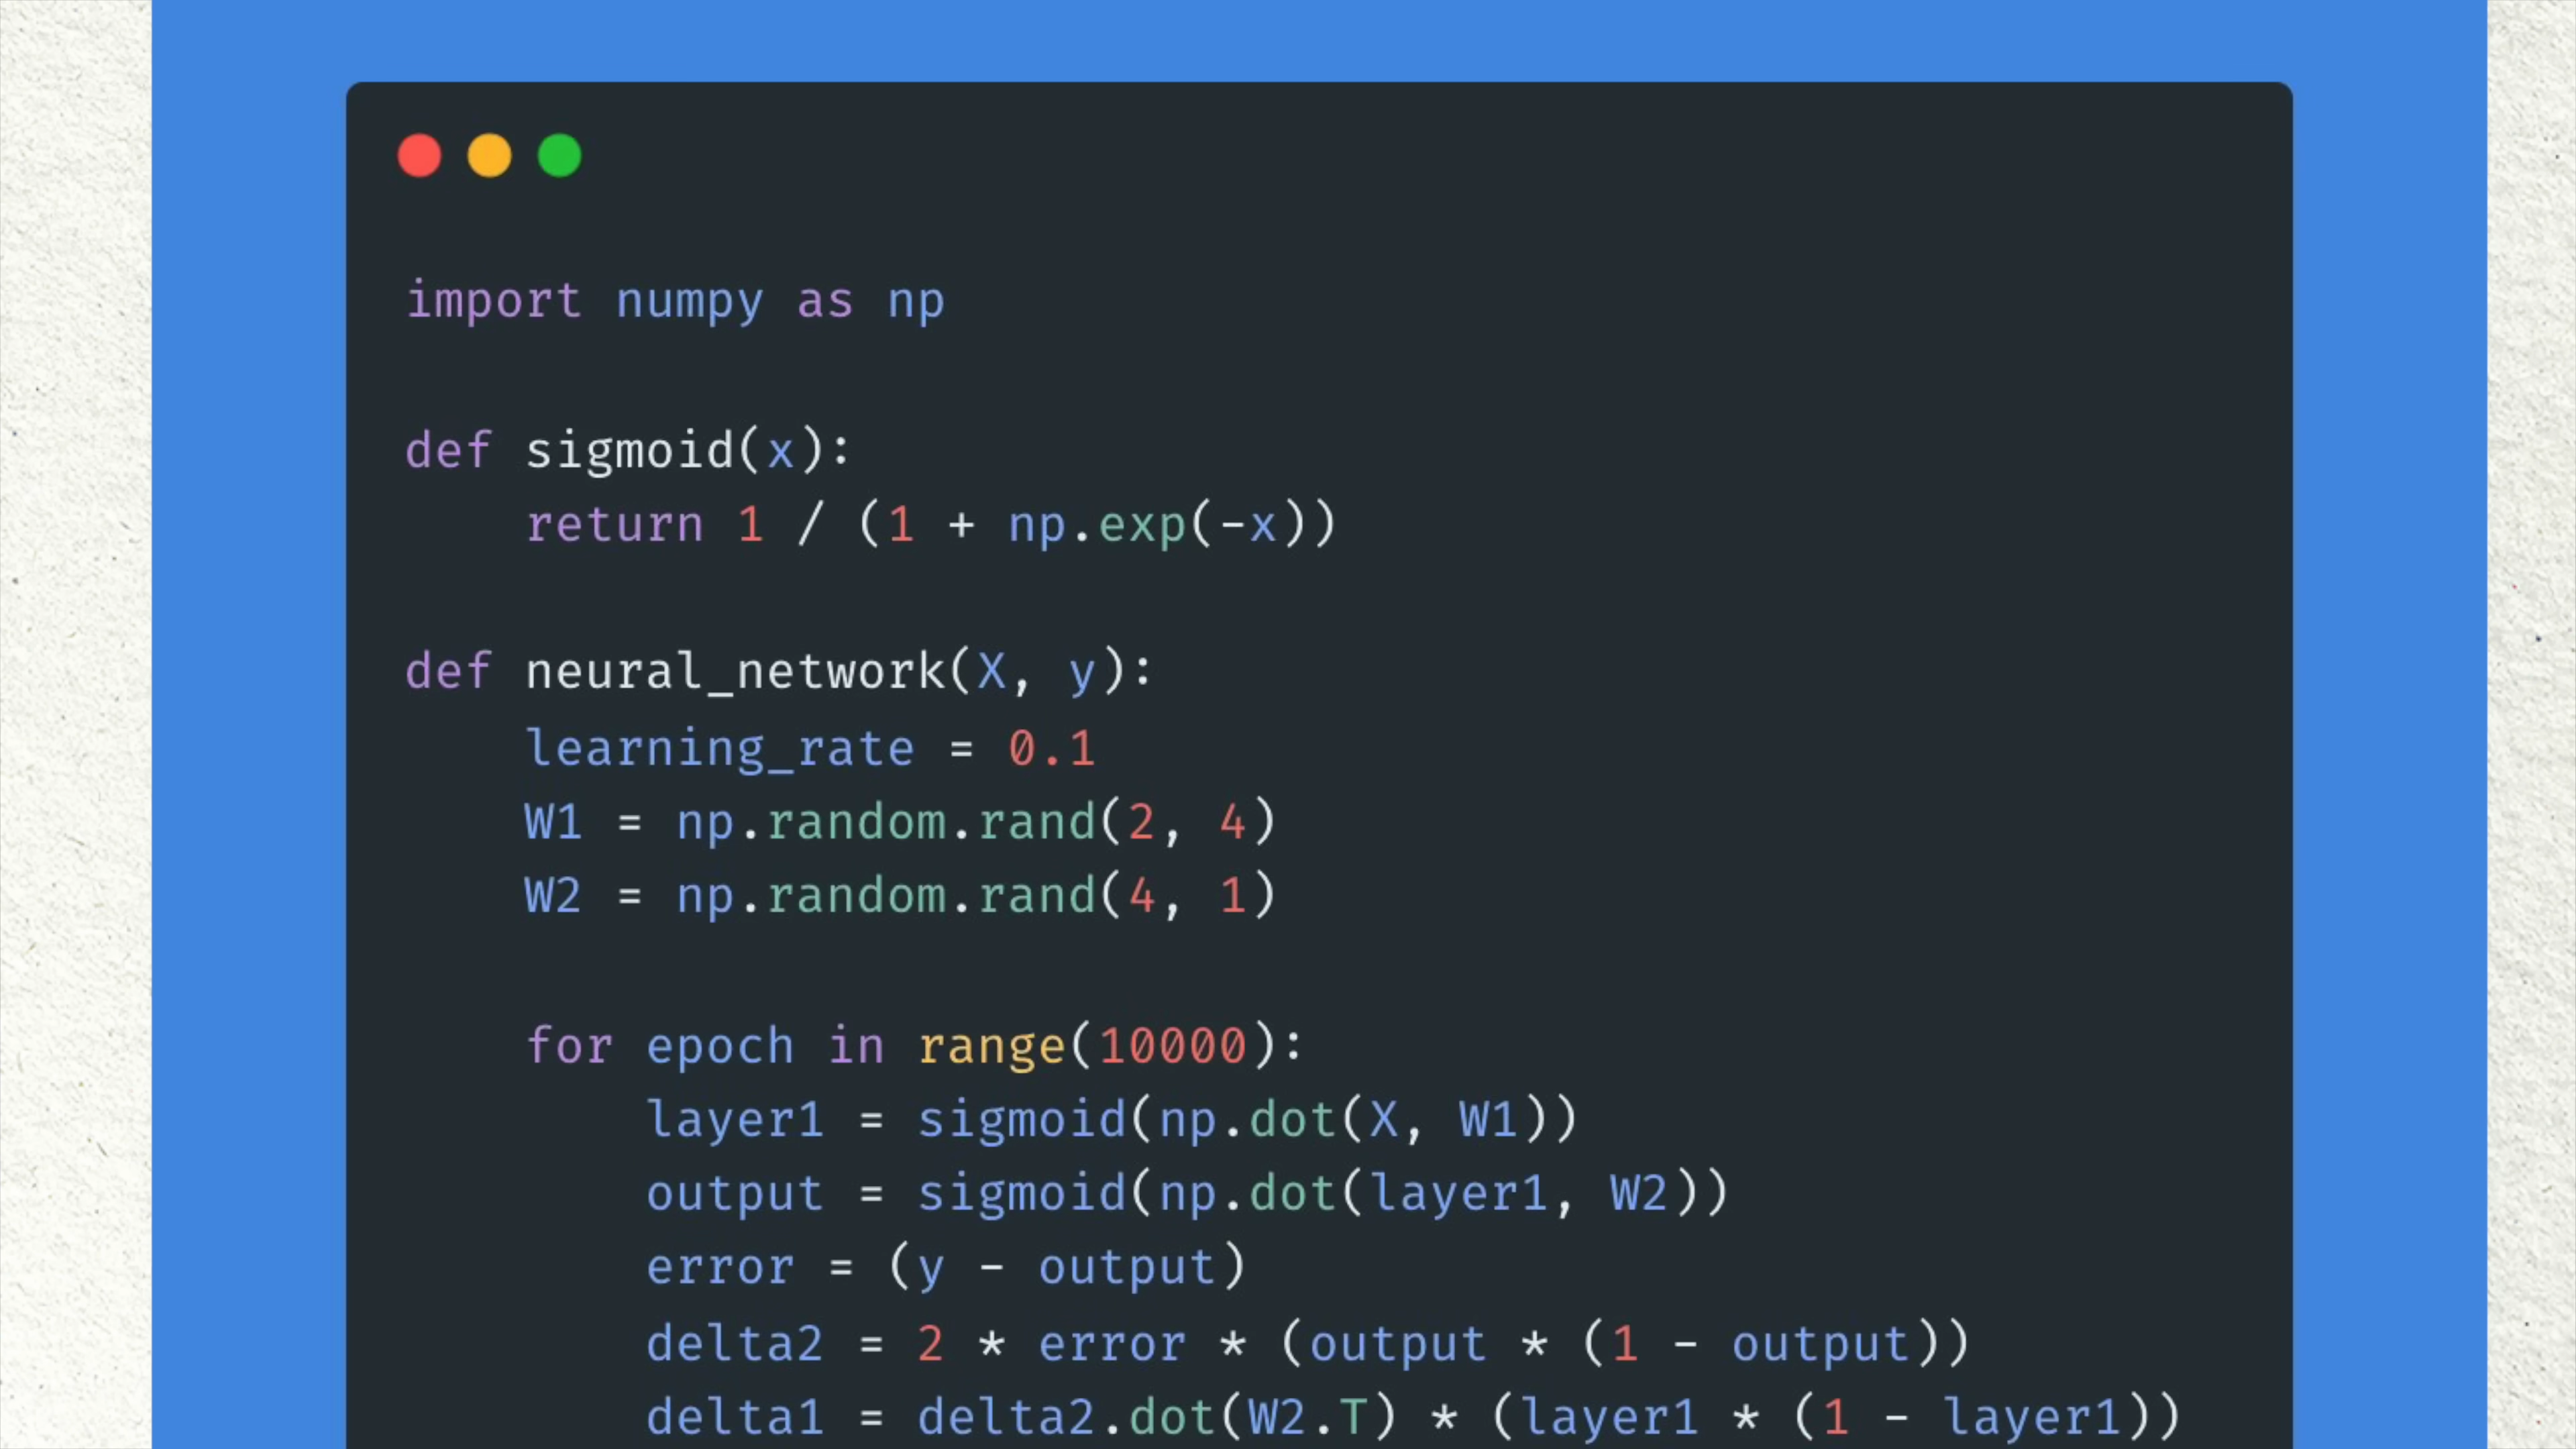 import numpy as np
def sigmoid(x):
    return 1 / (1 + np.exp(-x))
def neural_network(X, y):
    learning_rate = 0.1
    W1 = np.random.rand(2, 4)
    W2 = np.random.rand(4, 1)
    for epoch in range(10000):
        layer1 = sigmoid(np.dot(X, W1))
        output = sigmoid(np.dot(layer1, W2))
        error = (y - output)
        delta2 = 2 * error * (output * (1 - output))
        delta1 = delta2.dot(W2.T) * (layer1 * (1 - layer1))